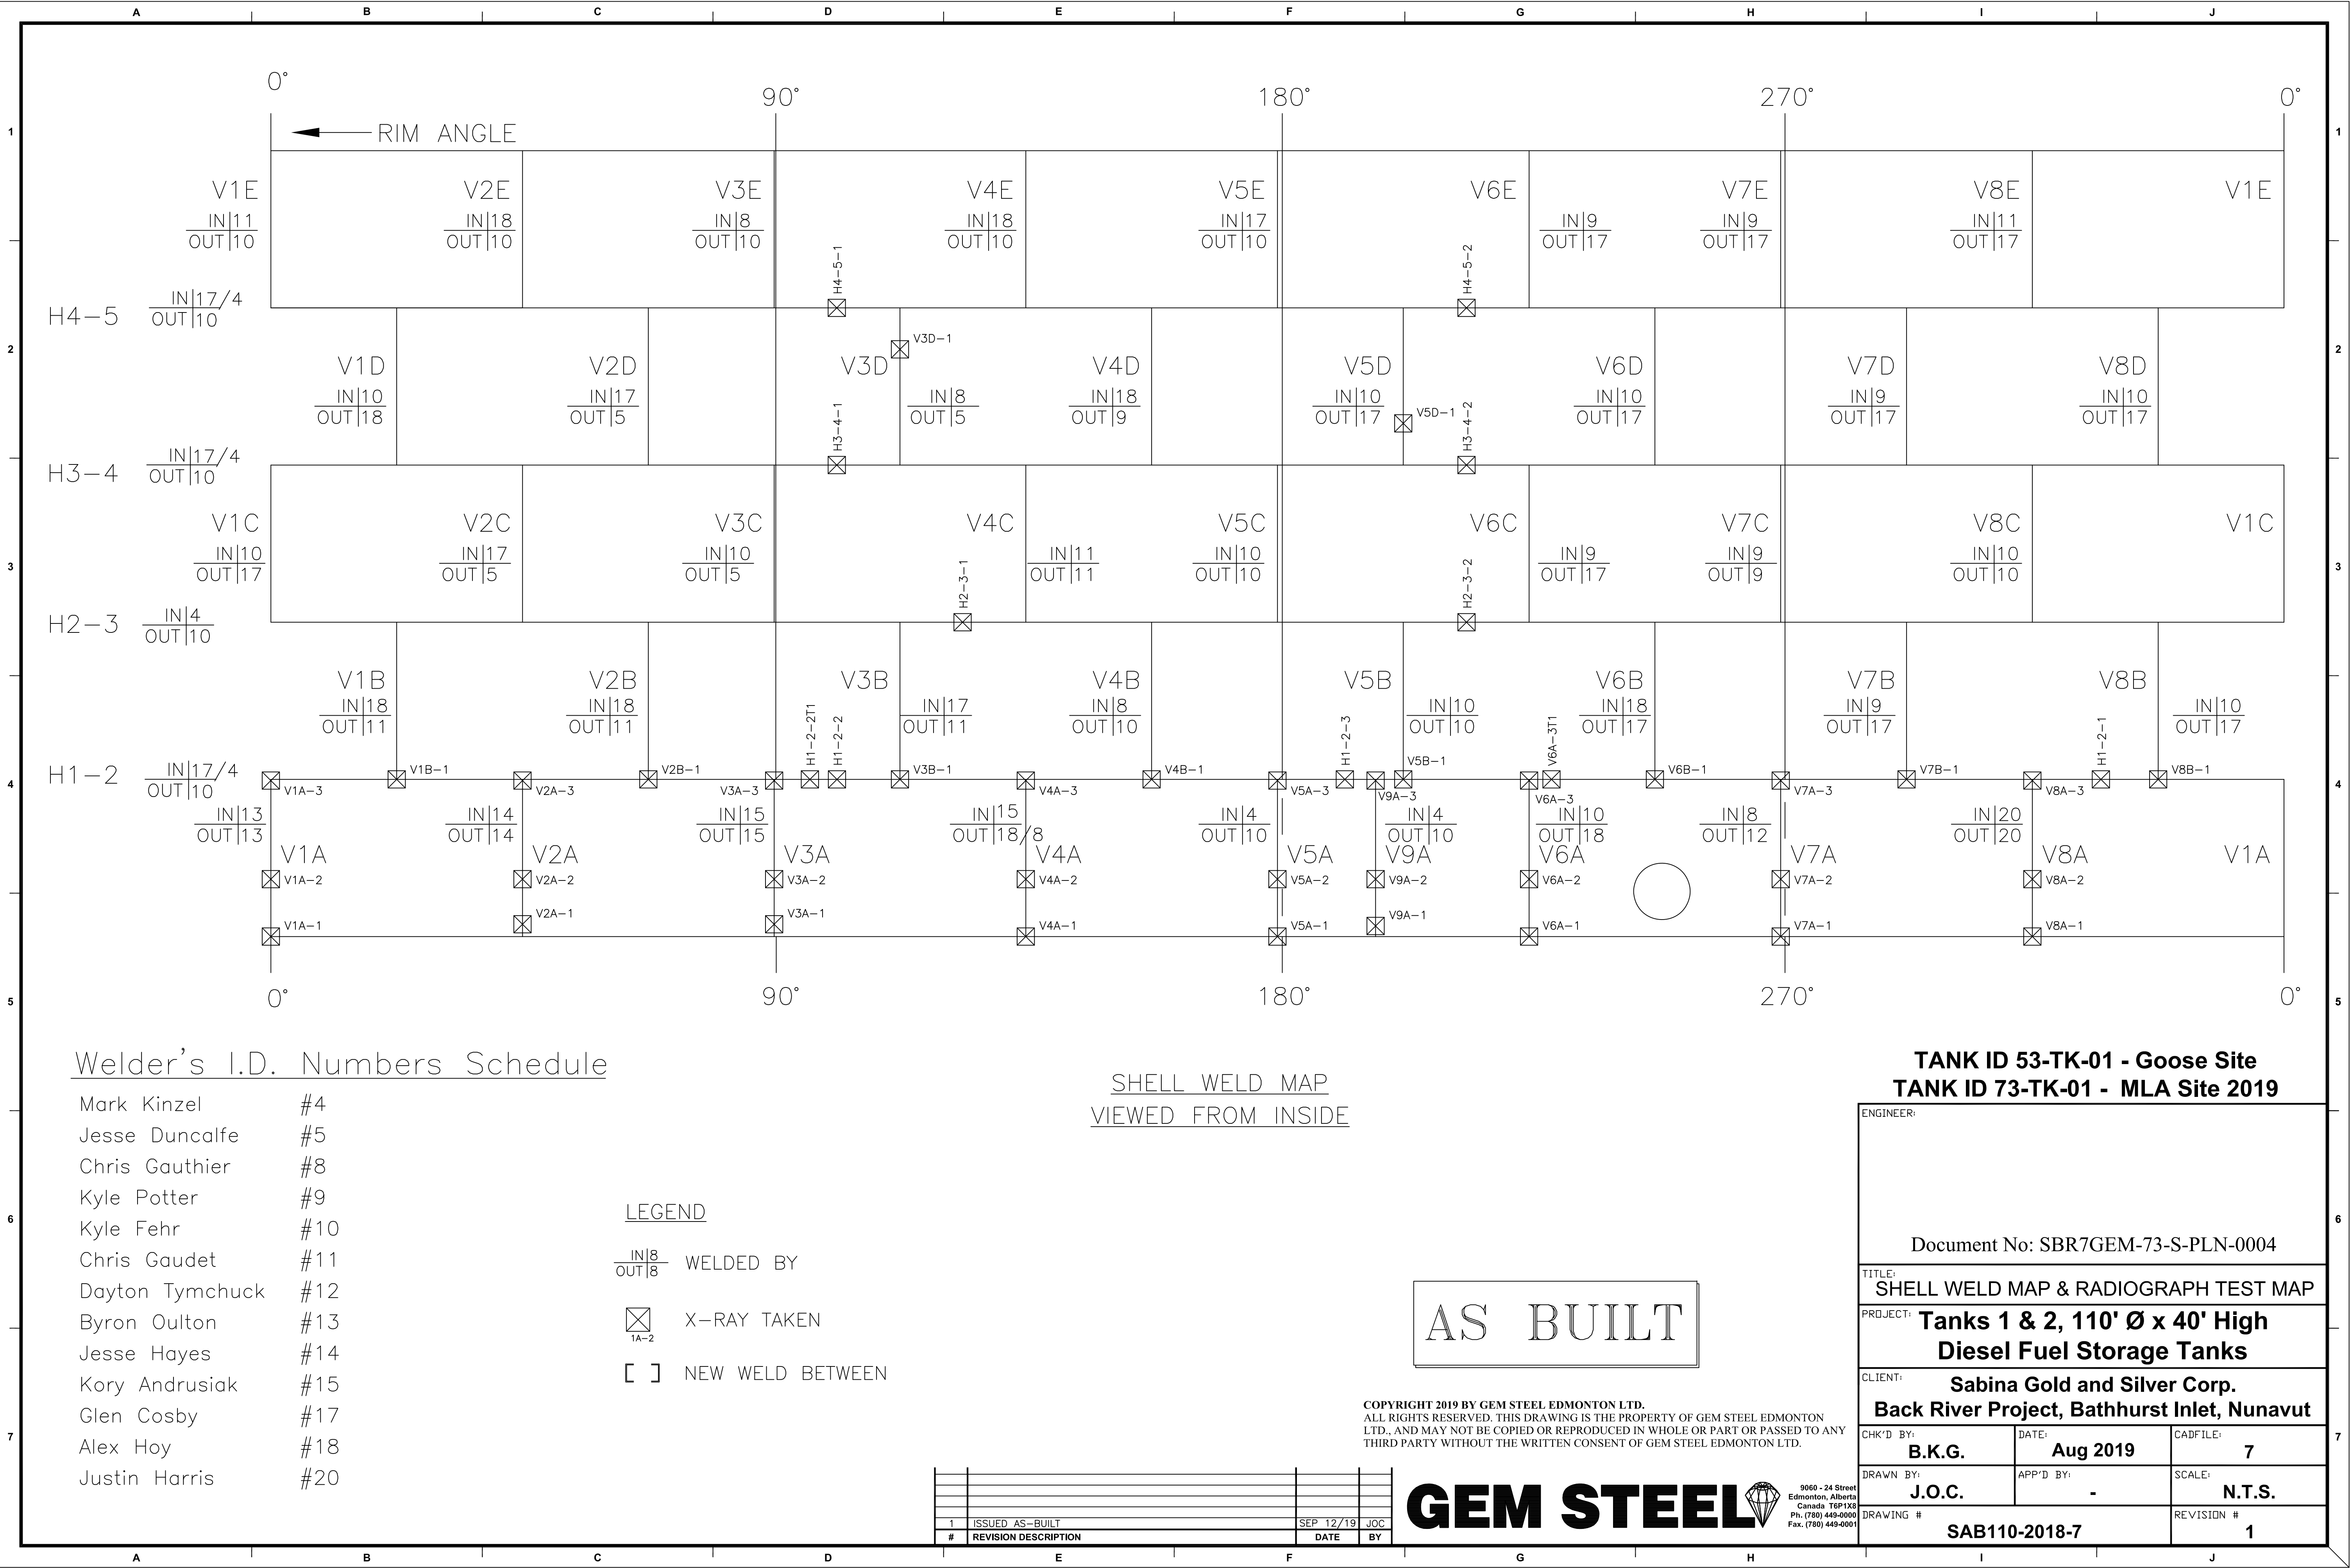 A B C D E F G H I J
0° 90° 180° 270° 0°
1 RIM ANGLE 1
V1E V2E V3E V4E V5E V6E V7E V8E V1E
IN|11 IN|18 IN|8 IN|18 IN|17 IN|9 IN|9 IN|11
OUT|10 OUT|10 OUT|10 OUT|10 OUT|10 OUT|17 OUT|17 OUT|17
H4-5-1 H4-5-2
H4-5 IN|17/4
OUT|10
2 V3D-1 2
V1D V2D V3D V4D V5D V6D V7D V8D
IN|10 IN|17 IN|8 IN|18 IN|10 IN|10 IN|9 IN|10
OUT|18 OUT|5 OUT|5 OUT|9 OUT|17 OUT|17 OUT|17 OUT|17
V5D-1
H3-4-1 H3-4-2
H3-4 IN|17/4
OUT|10
V1C V2C V3C V4C V5C V6C V7C V8C V1C
IN|10 IN|17 IN|10 IN|11 IN|10 IN|9 IN|9 IN|10
OUT|17 OUT|5 OUT|5 OUT|11 OUT|10 OUT|17 OUT|9 OUT|10
3 3
H2-3-1 H2-3-2
H2-3 IN|4
OUT|10
V1B V2B V3B V4B V5B V6B V7B V8B
IN|18 IN|18 IN|17 IN|8 IN|10 IN|18 IN|9 IN|10
OUT|11 OUT|11 OUT|11 OUT|10 OUT|10 OUT|17 OUT|17 OUT|17
H1-2-2T1 H1-2-2 H1-2-3 V6A-3T1 H1-2-1
H1-2 IN|17/4
OUT|10
V1B-1 V2B-1 V3B-1 V4B-1 V5B-1 V6B-1 V7B-1 V8B-1
4 V1A-3 V2A-3 V3A-3 V4A-3 V5A-3 V9A-3 V6A-3 V7A-3 V8A-3 4
IN|13 IN|14 IN|15 IN|15 IN|4 IN|4 IN|10 IN|8 IN|20
OUT|13 OUT|14 OUT|15 OUT|18/8 OUT|10 OUT|10 OUT|18 OUT|12 OUT|20
V1A V2A V3A V4A V5A V9A V6A V7A V8A V1A
V1A-2 V2A-2 V3A-2 V4A-2 V5A-2 V9A-2 V6A-2 V7A-2 V8A-2
V1A-1 V2A-1 V3A-1 V4A-1 V5A-1 V9A-1 V6A-1 V7A-1 V8A-1
0° 90° 180° 270° 0°
5 5
Welder's I.D. Numbers Schedule
Mark Kinzel #4
Jesse Duncalfe #5
Chris Gauthier #8
Kyle Potter #9
Kyle Fehr #10
Chris Gaudet #11
Dayton Tymchuck #12
Byron Oulton #13
Jesse Hayes #14
Kory Andrusiak #15
Glen Cosby #17
Alex Hoy #18
Justin Harris #20
6 6
7 7
SHELL WELD MAP
VIEWED FROM INSIDE
LEGEND
IN|8
OUT|8 WELDED BY
X-RAY TAKEN
1A-2
[ ] NEW WELD BETWEEN
AS BUILT
COPYRIGHT 2019 BY GEM STEEL EDMONTON LTD.
ALL RIGHTS RESERVED. THIS DRAWING IS THE PROPERTY OF GEM STEEL EDMONTON
LTD., AND MAY NOT BE COPIED OR REPRODUCED IN WHOLE OR PART OR PASSED TO ANY
THIRD PARTY WITHOUT THE WRITTEN CONSENT OF GEM STEEL EDMONTON LTD.
1 ISSUED AS-BUILT SEP 12/19 JOC
# REVISION DESCRIPTION DATE BY
GEM STEEL
9060 - 24 Street
Edmonton, Alberta
Canada T6P1X8
Ph. (780) 449-0000
Fax. (780) 449-0001
TANK ID 53-TK-01 - Goose Site
TANK ID 73-TK-01 - MLA Site 2019
ENGINEER:
Document No: SBR7GEM-73-S-PLN-0004
TITLE:
SHELL WELD MAP & RADIOGRAPH TEST MAP
PROJECT: Tanks 1 & 2, 110' Ø x 40' High
Diesel Fuel Storage Tanks
CLIENT: Sabina Gold and Silver Corp.
Back River Project, Bathhurst Inlet, Nunavut
CHK'D BY: DATE: CADFILE:
B.K.G. Aug 2019 7
DRAWN BY: APP'D BY: SCALE:
J.O.C. - N.T.S.
DRAWING # REVISION #
SAB110-2018-7 1
A B C D E F G H I J